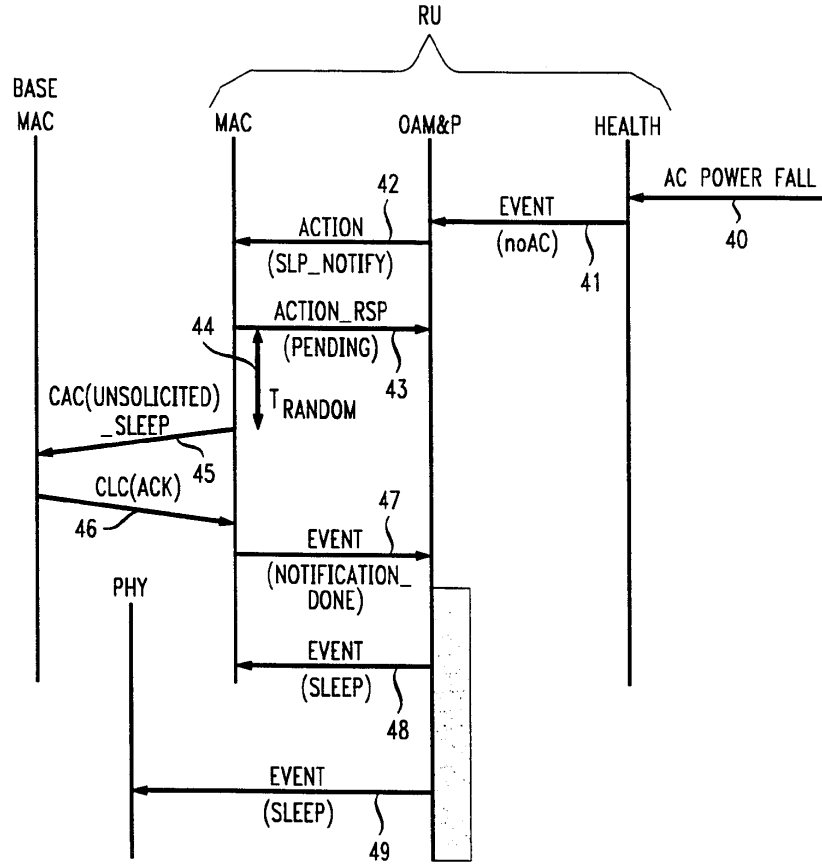 RU
BASE
MAC
MAC
OAM&P
HEALTH
AC POWER FALL
40
42
EVENT
(noAC)
41
ACTION
(SLP_NOTIFY)
44
ACTION_RSP
(PENDING)
43
TRANDOM
CAC(UNSOLICITED)
_SLEEP
45
CLC(ACK)
46
47
EVENT
(NOTIFICATION_
DONE)
PHY
EVENT
(SLEEP)
48
EVENT
(SLEEP)
49